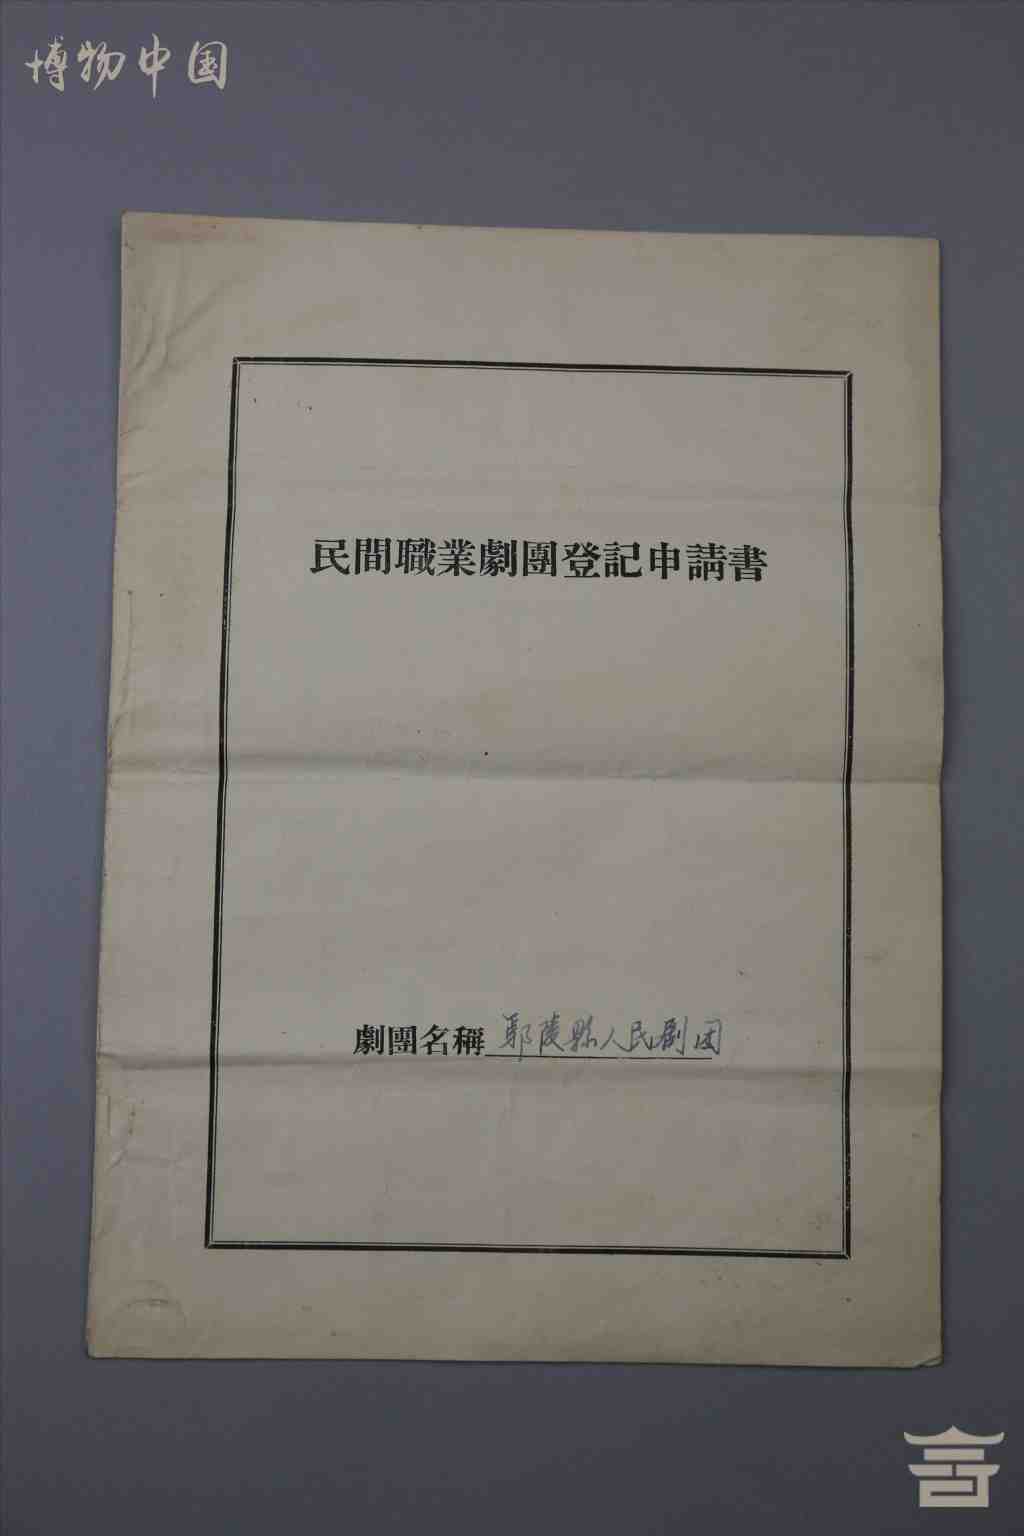 博物中国
民間職業劇團登記申請書
劇團名稱 鄢陵縣人民剧团